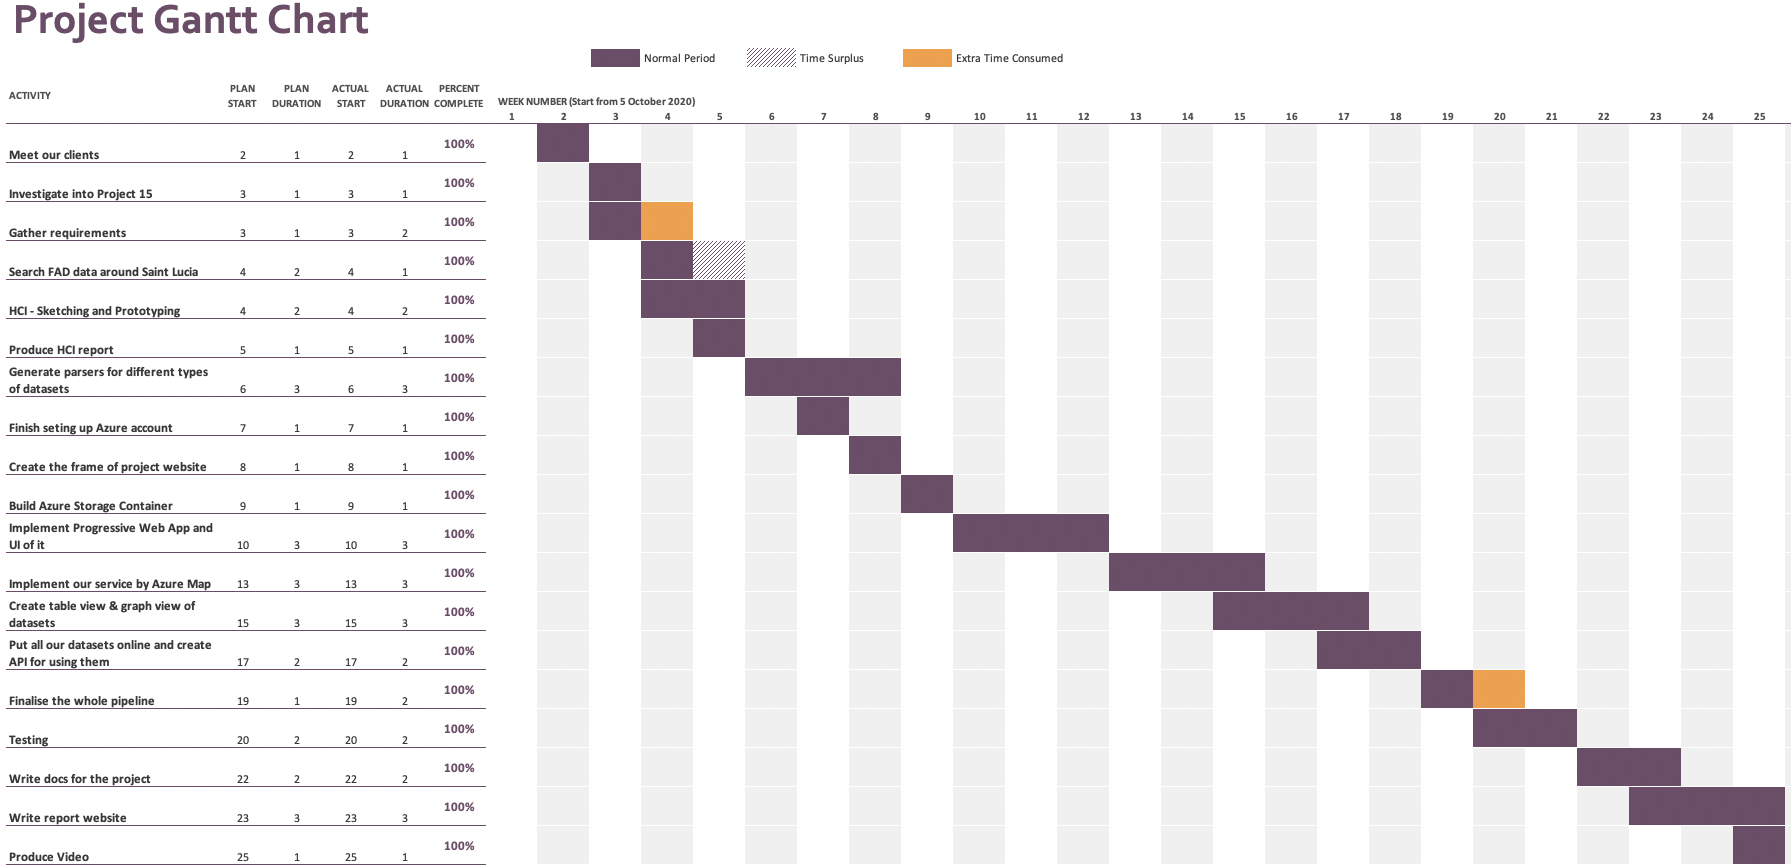 Project Gantt Chart
Normal Period Time Surplus Extra Time Consumed
ACTIVITY PLAN START PLAN DURATION ACTUAL START ACTUAL DURATION PERCENT COMPLETE
WEEK NUMBER (Start from 5 October 2020)
1 2 3 4 5 6 7 8 9 10 11 12 13 14 15 16 17 18 19 20 21 22 23 24 25
Meet our clients 2 1 2 1 100%
Investigate into Project 15 3 1 3 1 100%
Gather requirements 3 1 3 2 100%
Search FAD data around Saint Lucia 4 2 4 1 100%
HCI - Sketching and Prototyping 4 2 4 2 100%
Produce HCI report 5 1 5 1 100%
Generate parsers for different types
of datasets 6 3 6 3 100%
Finish seting up Azure account 7 1 7 1 100%
Create the frame of project website 8 1 8 1 100%
Build Azure Storage Container 9 1 9 1 100%
Implement Progressive Web App and
UI of it 10 3 10 3 100%
Implement our service by Azure Map 13 3 13 3 100%
Create table view & graph view of
datasets 15 3 15 3 100%
Put all our datasets online and create
API for using them 17 2 17 2 100%
Finalise the whole pipeline 19 1 19 2 100%
Testing 20 2 20 2 100%
Write docs for the project 22 2 22 2 100%
Write report website 23 3 23 3 100%
Produce Video 25 1 25 1 100%